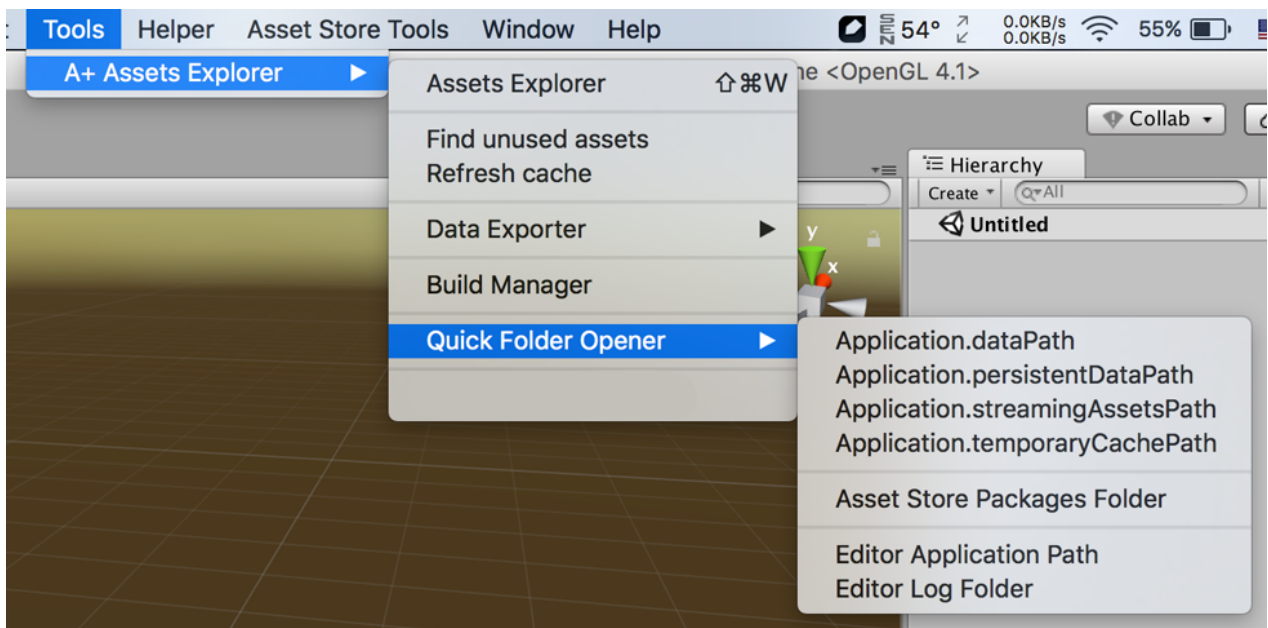 Tools Helper Asset Store Tools Window Help SEN 54° 0.0KB/s 0.0KB/s 55%
A+ Assets Explorer
<OpenGL 4.1>
Assets Explorer ⇧⌘W
Collab
Find unused assets
Refresh cache
Hierarchy
Create All
Untitled
Data Exporter
y
x
Build Manager
Quick Folder Opener
Application.dataPath
Application.persistentDataPath
Application.streamingAssetsPath
Application.temporaryCachePath
Asset Store Packages Folder
Editor Application Path
Editor Log Folder